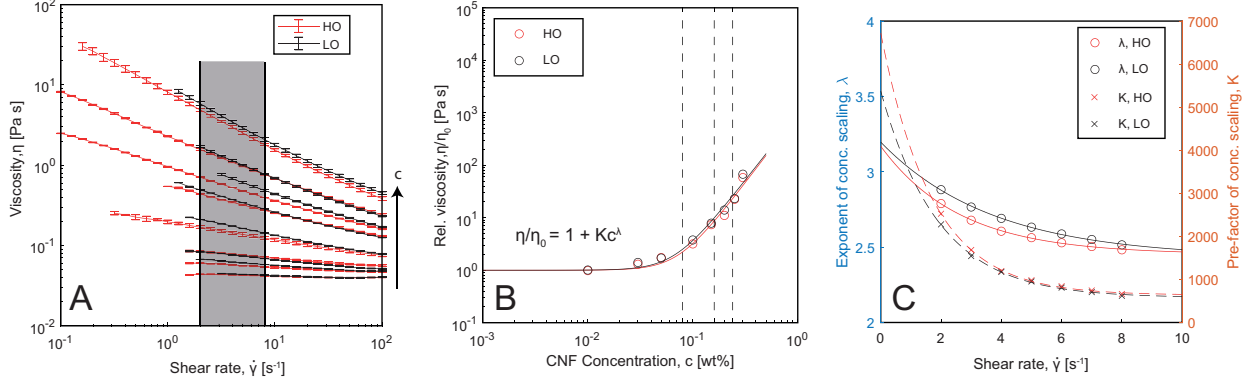 HO
LO
Viscosity, η [Pa s]
10²
10¹
10⁰
10⁻¹
10⁻²
c
A
10⁻¹
10⁰
10¹
10²
Shear rate, γ̇ [s⁻¹]
HO
LO
Rel. viscosity,η/η₀ [Pa s]
10⁵
10⁴
10³
10²
10¹
10⁰
10⁻¹
η/η₀ = 1 + Kc^λ
B
10⁻³
10⁻²
10⁻¹
10⁰
CNF Concentration, c [wt%]
λ, HO
λ, LO
K, HO
K, LO
Exponent of conc. scaling, λ
4
3.5
3
2.5
2
C
0
2
4
6
8
10
Shear rate, γ̇ [s⁻¹]
7000
6000
5000
4000
3000
2000
1000
0
Pre-factor of conc. scaling, K